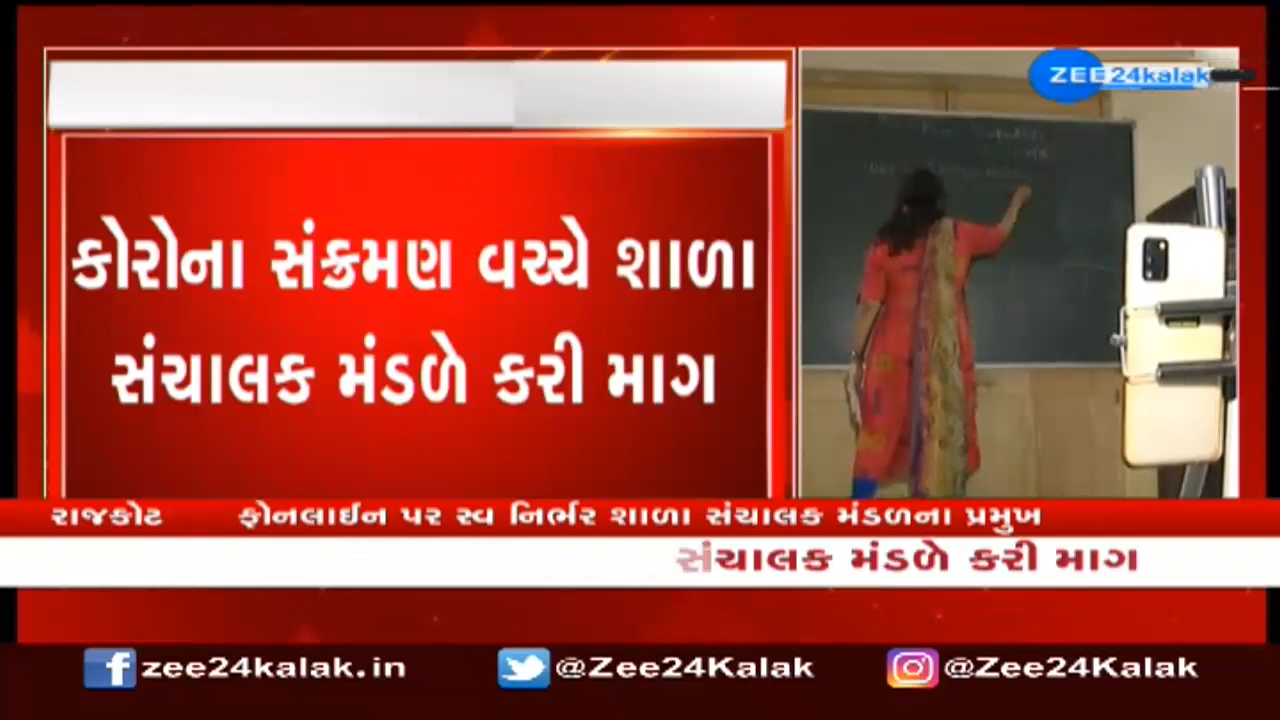 ZEE24kalak
કોરોના સંક્રમણ વચ્ચે શાળા
સંચાલક મંડળે કરી માગ
રાજકોટ ફોનલાઈન પર સ્વ નિર્ભર શાળા સંચાલક મંડળના પ્રમુખ
સંચાલક મંડળે કરી માગ
zee24kalak.in @Zee24Kalak @Zee24Kalak